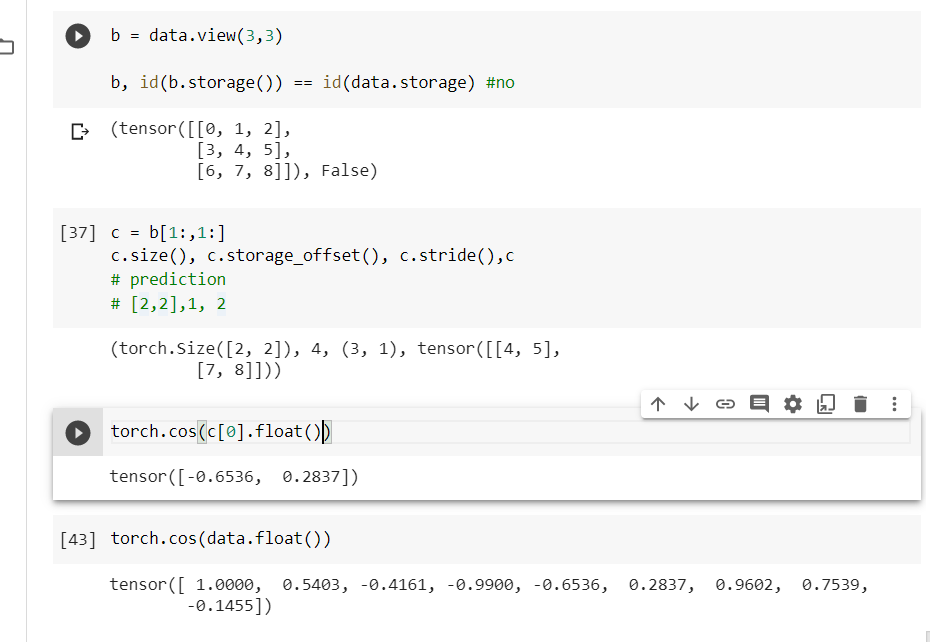 b = data.view(3,3)
b, id(b.storage()) == id(data.storage) #no
(tensor([[0, 1, 2],
[3, 4, 5],
[6, 7, 8]]), False)
[37] c = b[1:,1:]
c.size(), c.storage_offset(), c.stride(),c
# prediction
# [2,2],1, 2
(torch.Size([2, 2]), 4, (3, 1), tensor([[4, 5],
[7, 8]]))
torch.cos(c[0].float())
tensor([-0.6536,  0.2837])
[43] torch.cos(data.float())
tensor([ 1.0000,  0.5403, -0.4161, -0.9900, -0.6536,  0.2837,  0.9602,  0.7539,
-0.1455])